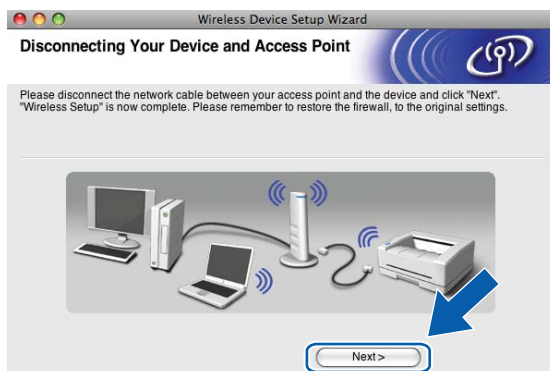 Wireless Device Setup Wizard
Disconnecting Your Device and Access Point
Please disconnect the network cable between your access point and the device and click "Next".
"Wireless Setup" is now complete. Please remember to restore the firewall, to the original settings.
Next >